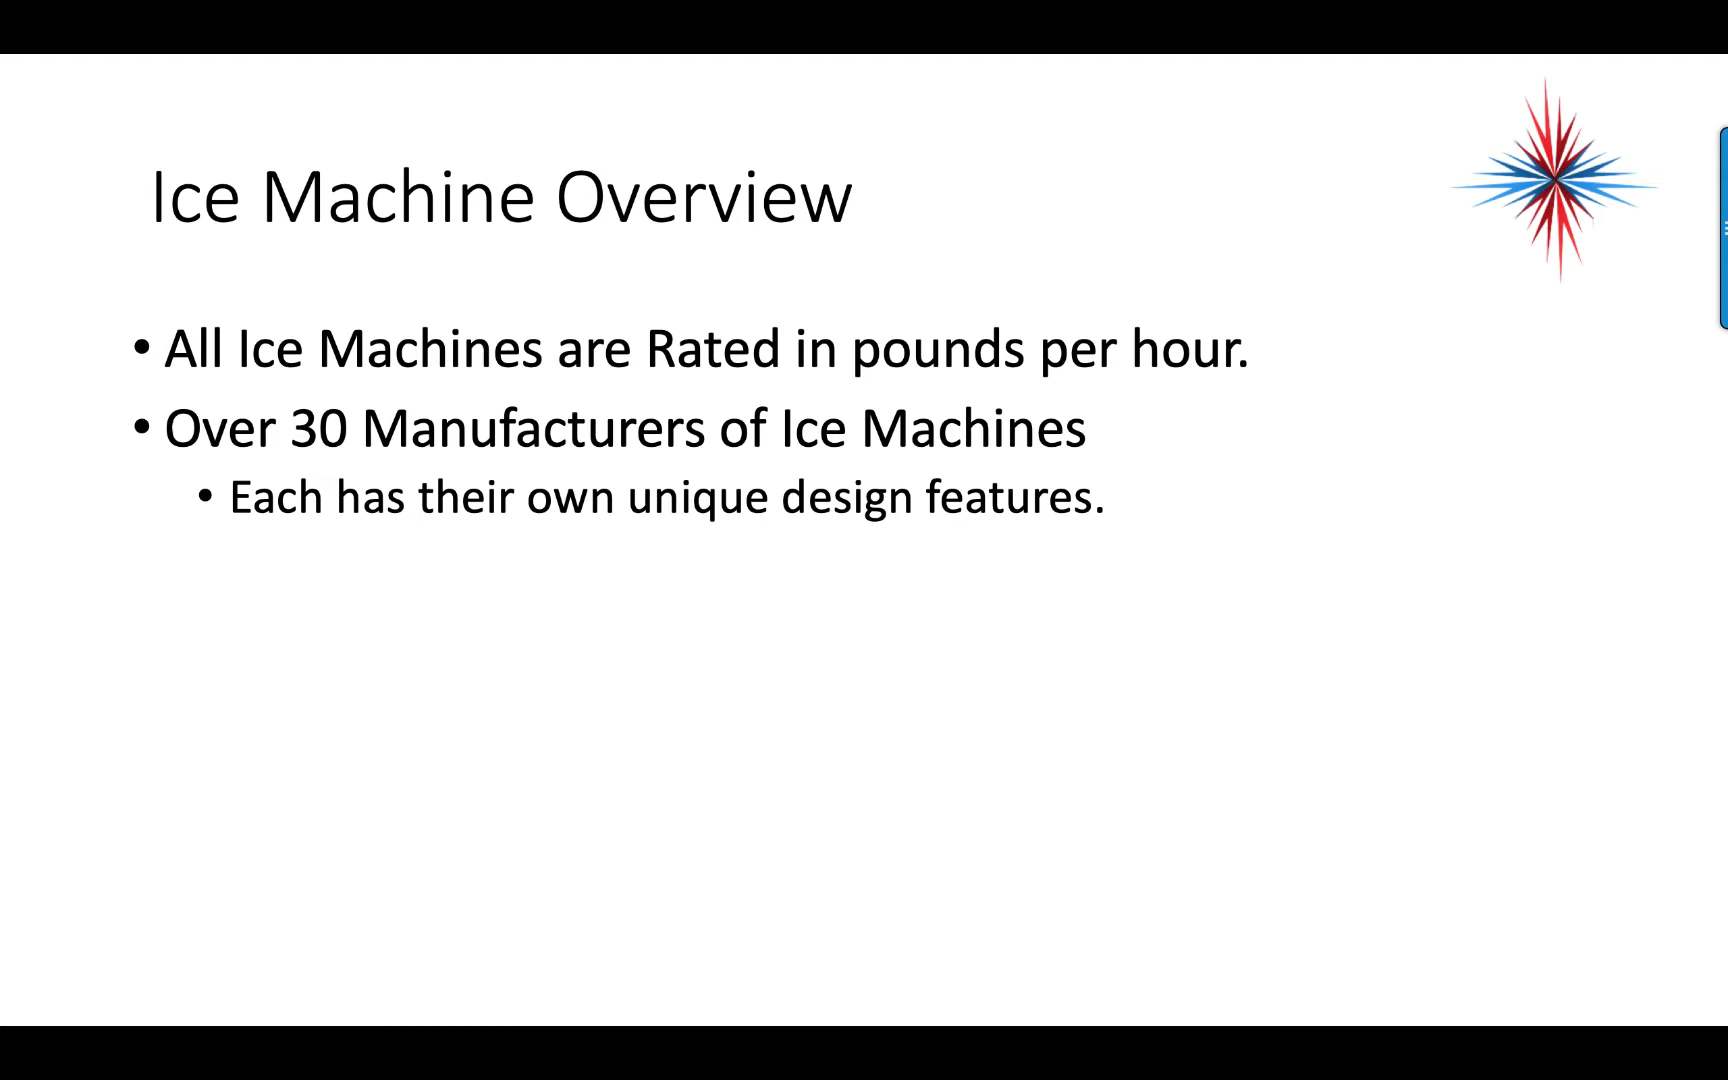 Ice Machine Overview
• All Ice Machines are Rated in pounds per hour.
• Over 30 Manufacturers of Ice Machines
• Each has their own unique design features.